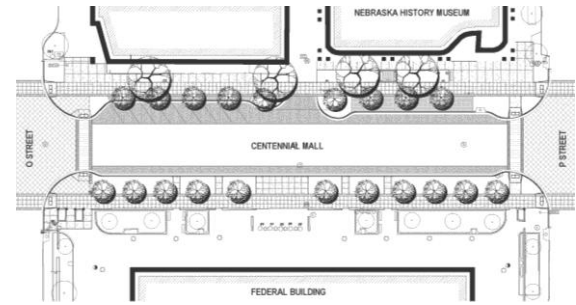 NEBRASKA HISTORY MUSEUM
O STREET
CENTENNIAL MALL
P STREET
FEDERAL BUILDING